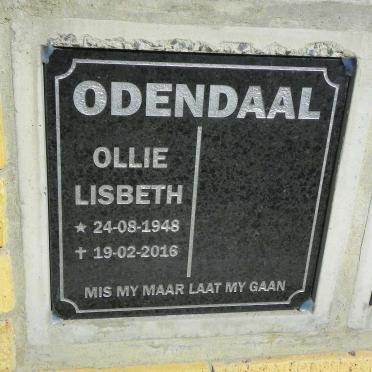 ODENDAAL
OLLIE
LISBETH
★ 24-08-1948
✝ 19-02-2016
MIS MY MAAR LAAT MY GAAN